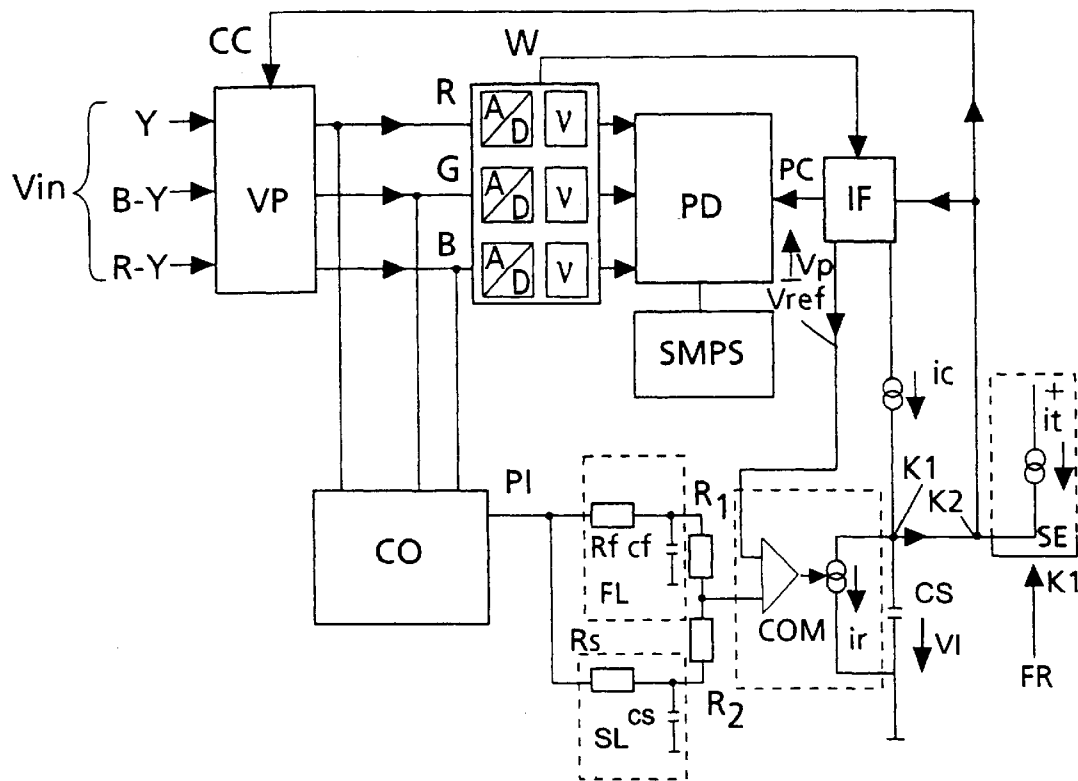 CC
W
Vin
Y
B-Y
R-Y
VP
R
G
B
A/D
V
A/D
V
A/D
V
PD
PC
IF
Vp
Vref
SMPS
ic
+
it
K1
K2
SE
K1
FR
CO
PI
Rf
cf
FL
R1
Rs
cs
SL
R2
COM
ir
CS
VI